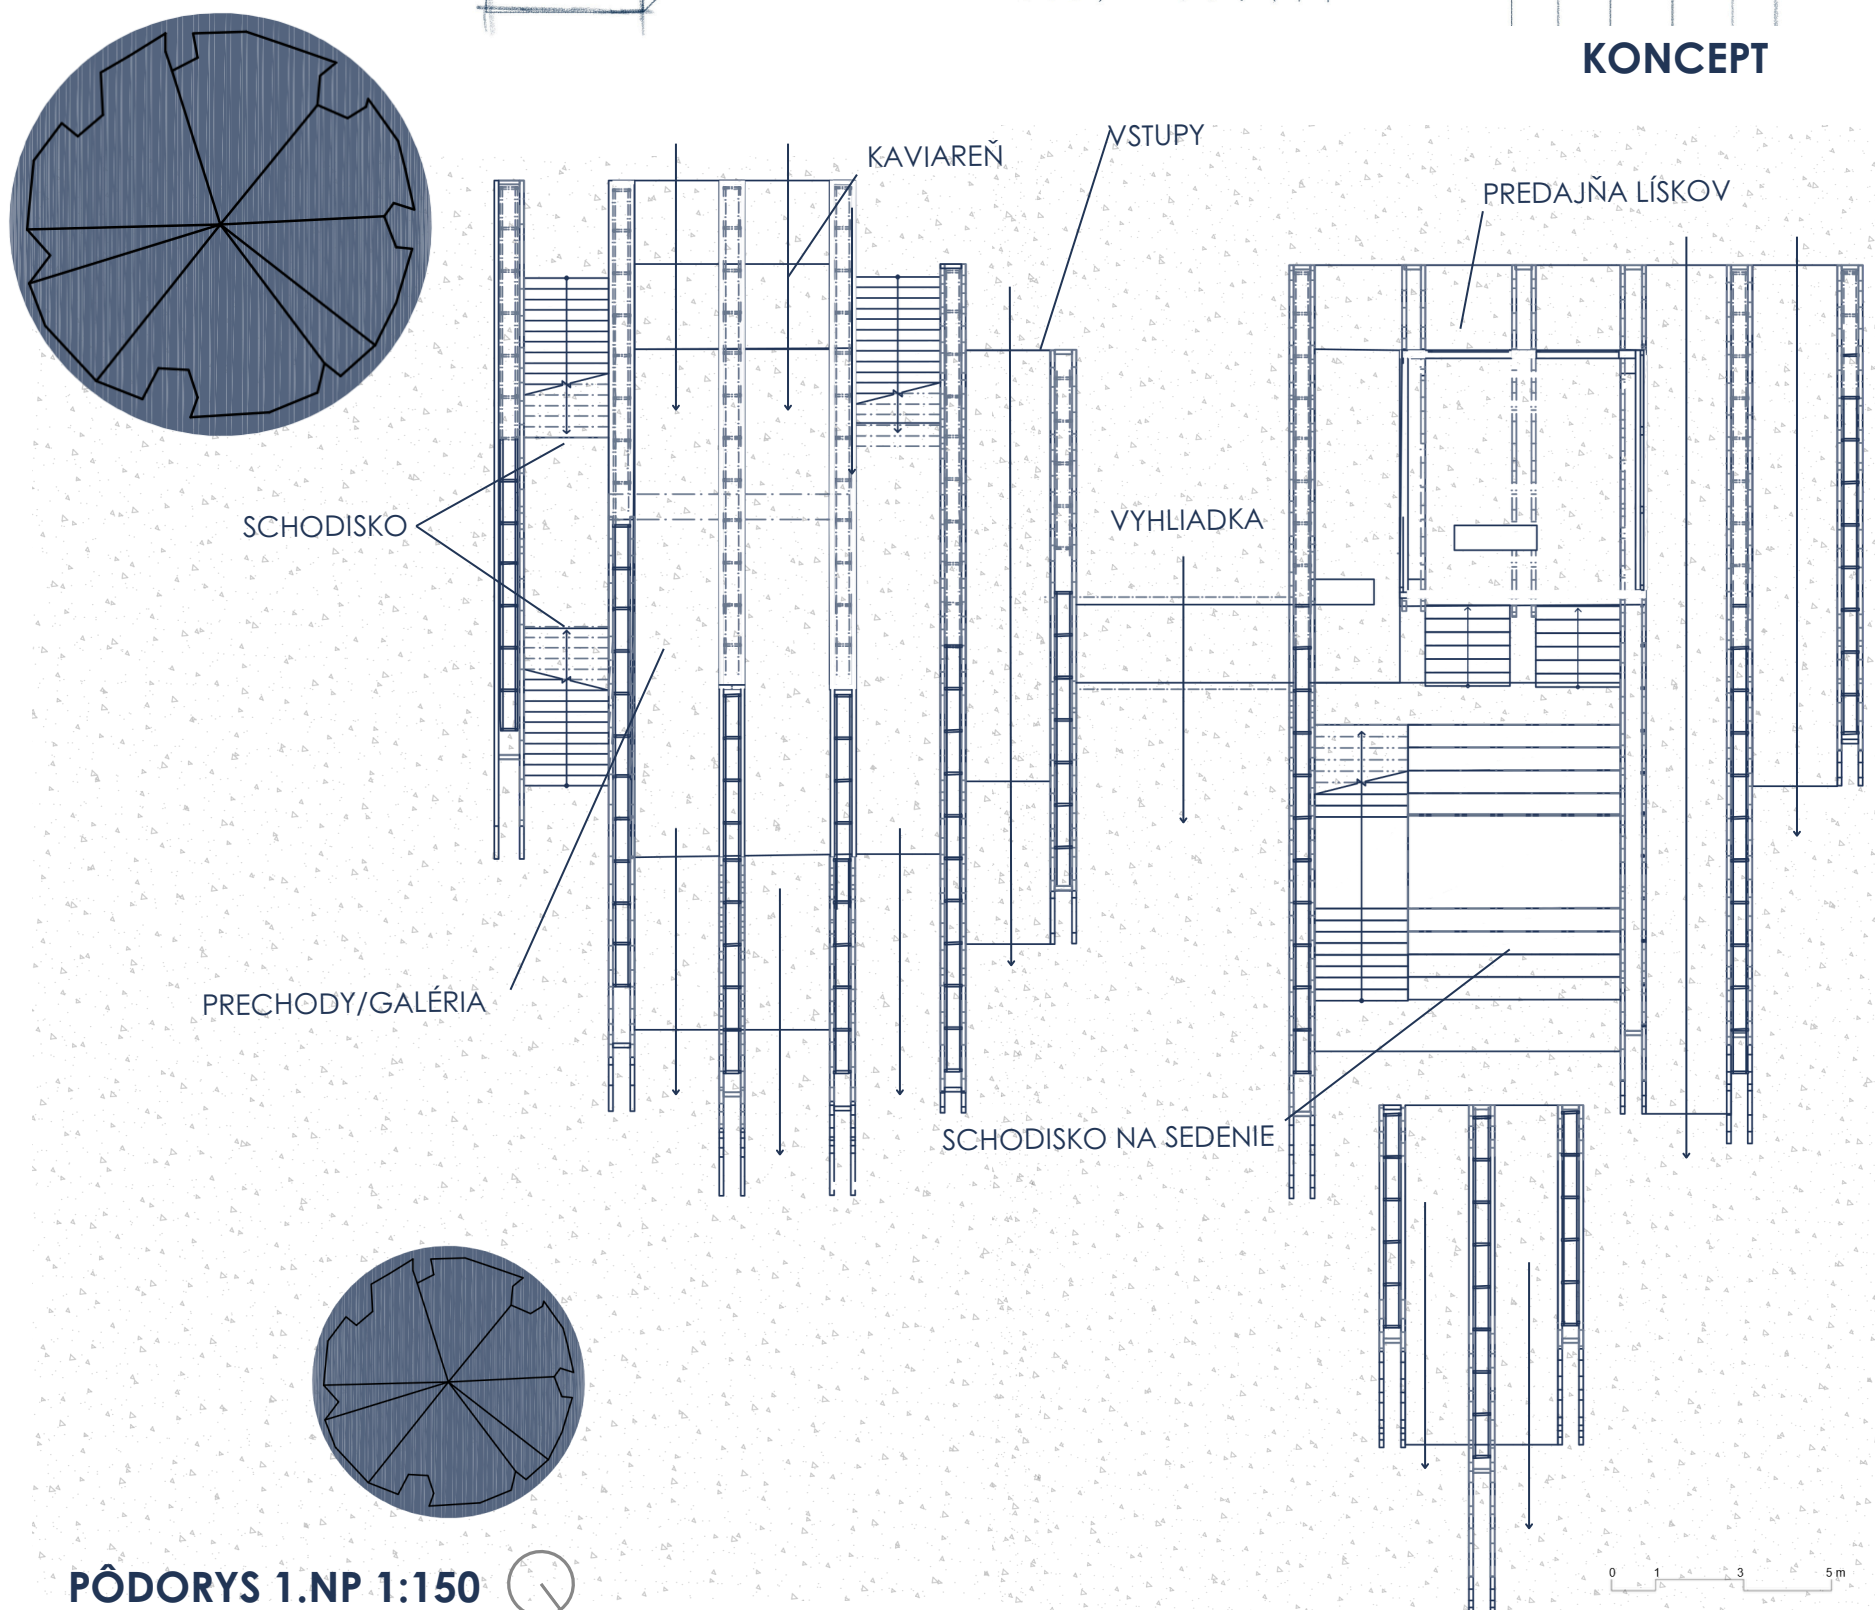 KONCEPT
VSTUPY
KAVIAREŇ
PREDAJŇA LÍSKOV
SCHODISKO
VYHLIADKA
PRECHODY/GALÉRIA
SCHODISKO NA SEDENIE
PÔDORYS 1.NP 1:150
0 1 3 5 m